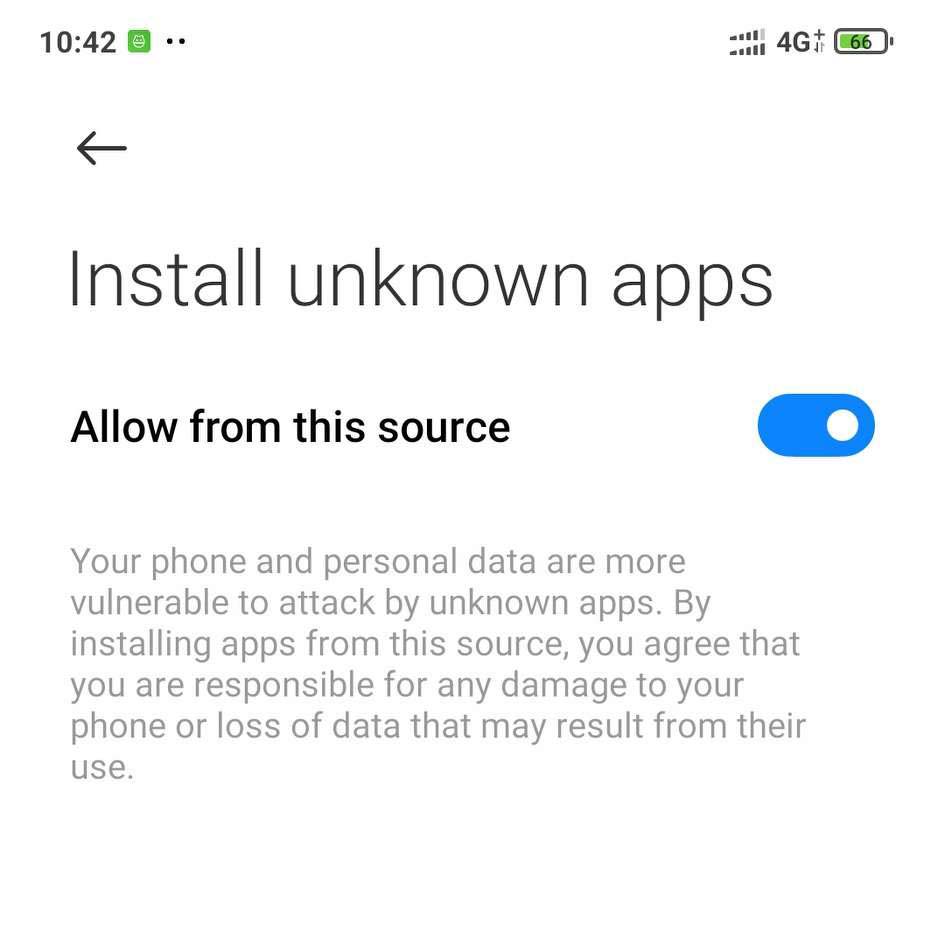 10:42 4G 66
Install unknown apps
Allow from this source
Your phone and personal data are more
vulnerable to attack by unknown apps. By
installing apps from this source, you agree that
you are responsible for any damage to your
phone or loss of data that may result from their
use.